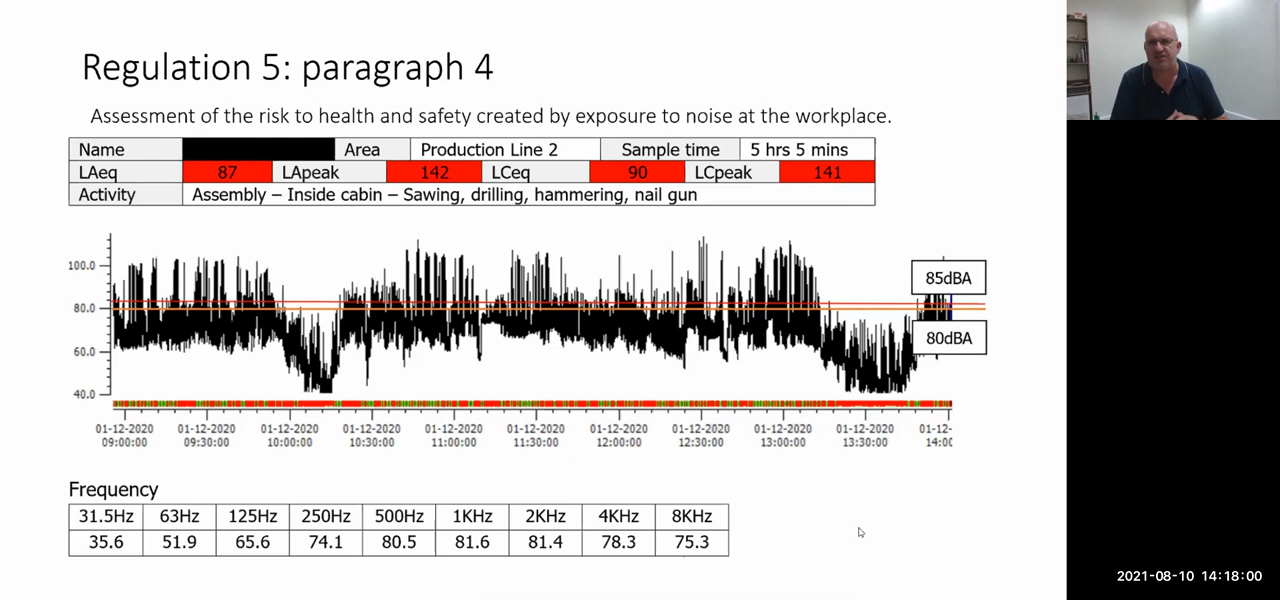 Regulation 5: paragraph 4
Assessment of the risk to health and safety created by exposure to noise at the workplace.
Name Area Production Line 2 Sample time 5 hrs 5 mins
LAeq 87 LApeak 142 LCeq 90 LCpeak 141
Activity Assembly – Inside cabin – Sawing, drilling, hammering, nail gun
100.0
85dBA
80.0
80dBA
60.0
40.0
01-12-2020 01-12-2020 01-12-2020 01-12-2020 01-12-2020 01-12-2020 01-12-2020 01-12-2020 01-12-2020 01-12-2020 01-12-
09:00:00 09:30:00 10:00:00 10:30:00 11:00:00 11:30:00 12:00:00 12:30:00 13:00:00 13:30:00 14:00
Frequency
31.5Hz 63Hz 125Hz 250Hz 500Hz 1KHz 2KHz 4KHz 8KHz
35.6 51.9 65.6 74.1 80.5 81.6 81.4 78.3 75.3
2021-08-10 14:18:00